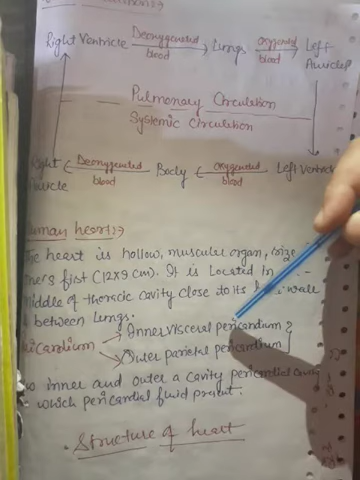 Right Ventricle Deoxygenated blood Lungs Oxygenated blood Left Auricle
Pulmonary Circulation
Systemic Circulation
Right Auricle Deoxygenated blood Body Oxygenated blood Left Ventricle
Human heart :→
The heart is hollow, muscular organ, size
fist (12x9 cm). It is Located In
middle of thoracic cavity close to its wall
between Lungs.
Pericardium Inner visceral pericardium
Outer parietal pericardium
inner and outer a cavity pericardial cavity
which pericardial fluid present.
Structure of heart